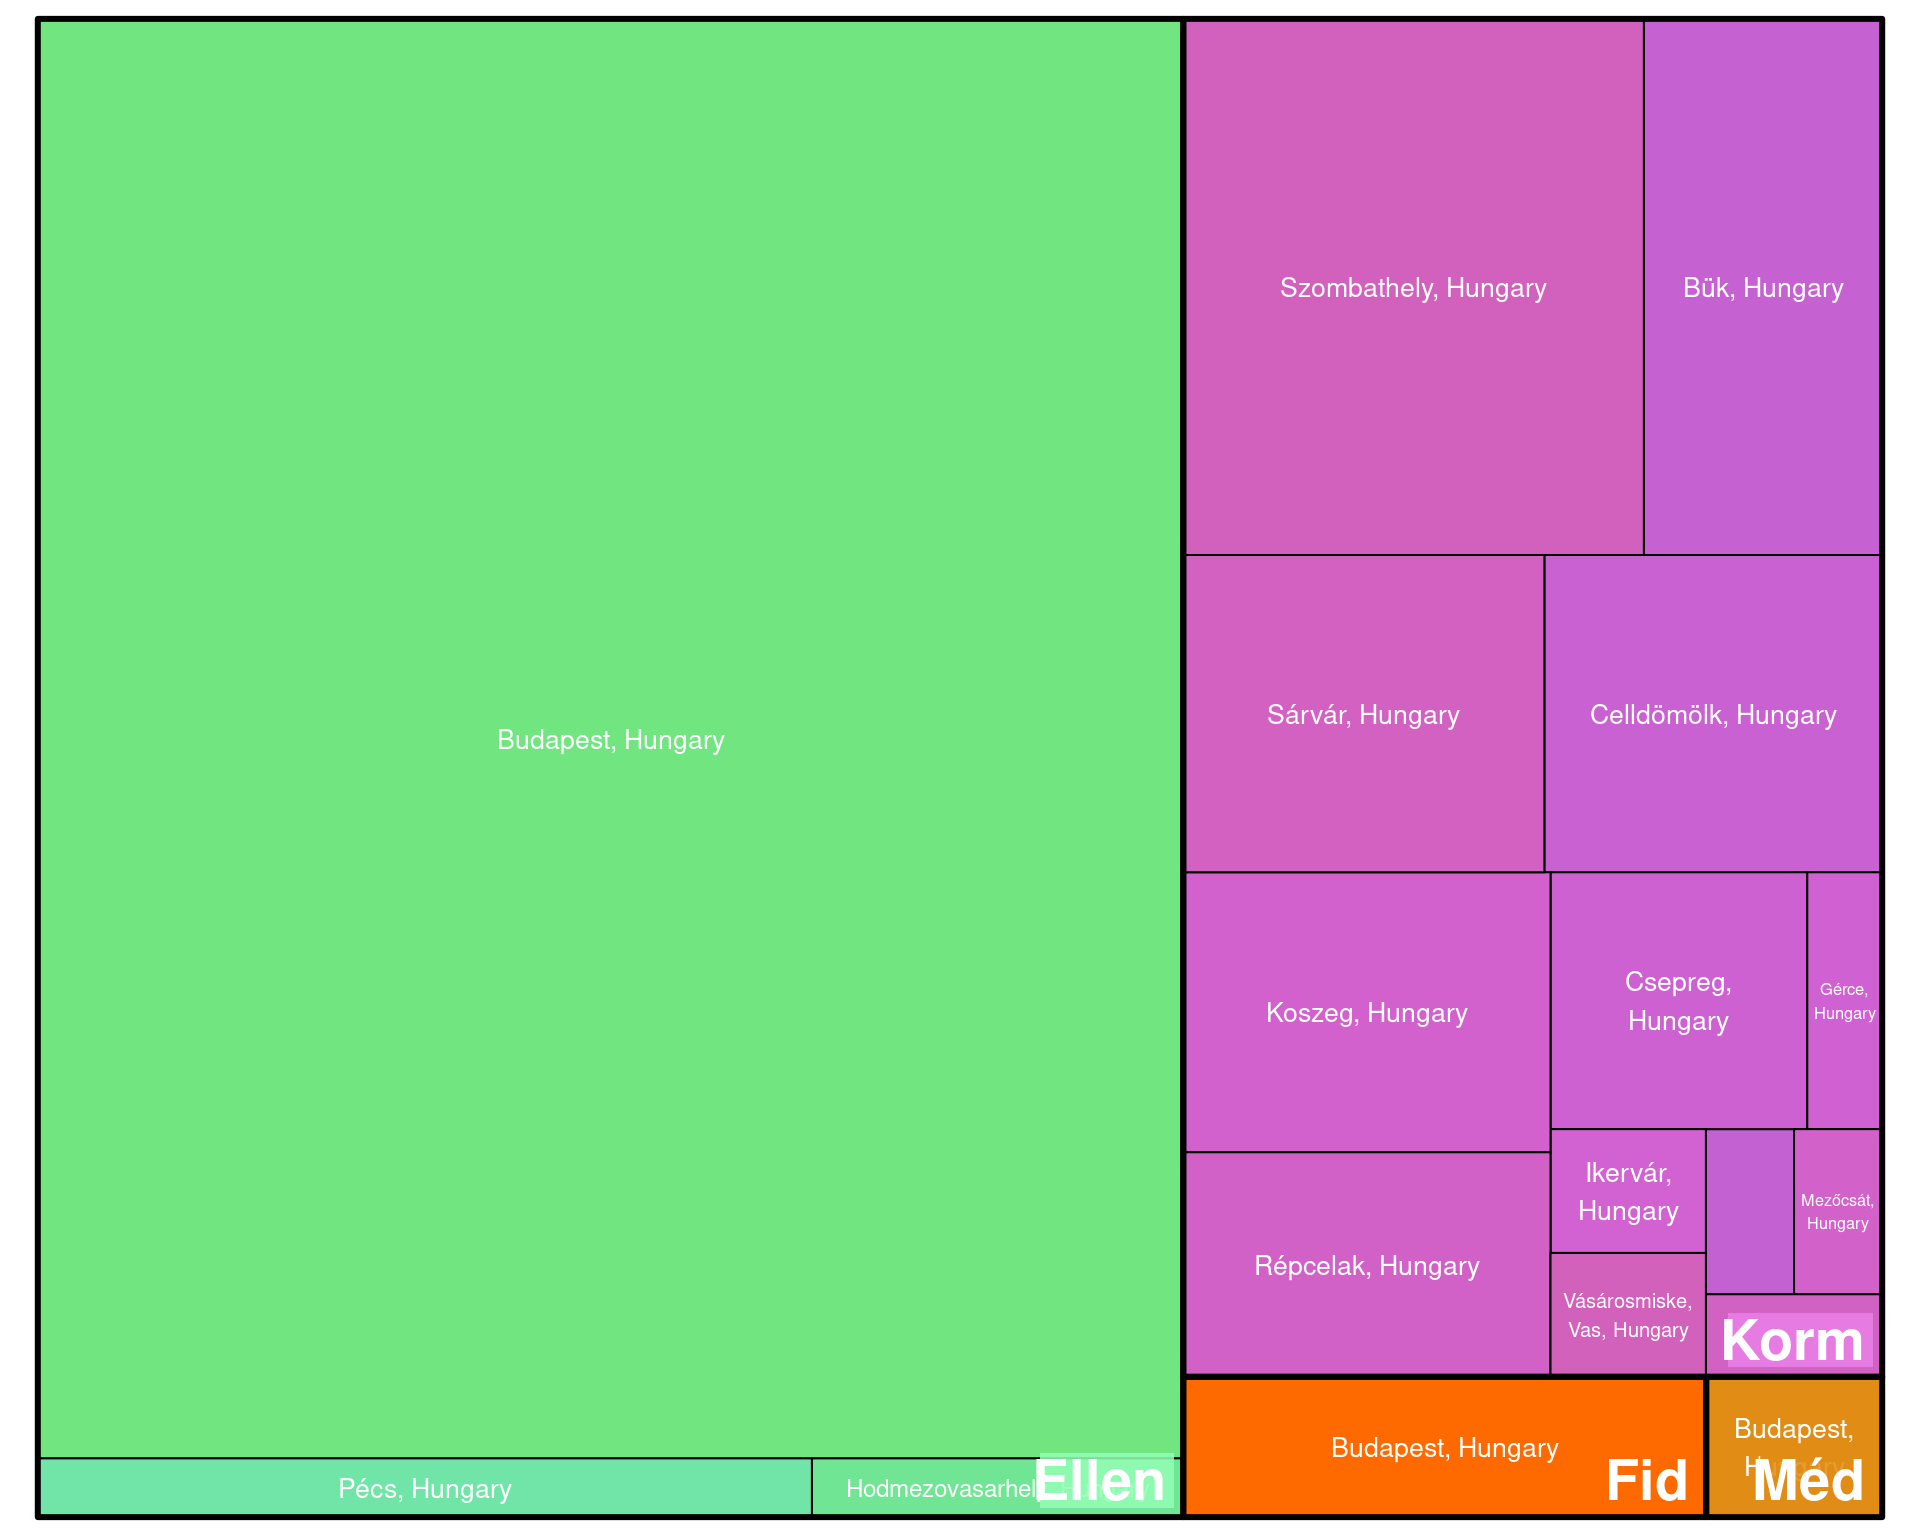 Budapest, Hungary
Pécs, Hungary
Hodmezovasarhel
Ellen
Szombathely, Hungary
Bük, Hungary
Sárvár, Hungary
Celldömölk, Hungary
Koszeg, Hungary
Csepreg,
Hungary
Gérce,
Hungary
Répcelak, Hungary
Ikervár,
Hungary
Mezőcsát,
Hungary
Vásárosmiske,
Vas, Hungary
Korm
Budapest, Hungary
Fid
Budapest,
Hungary
Méd